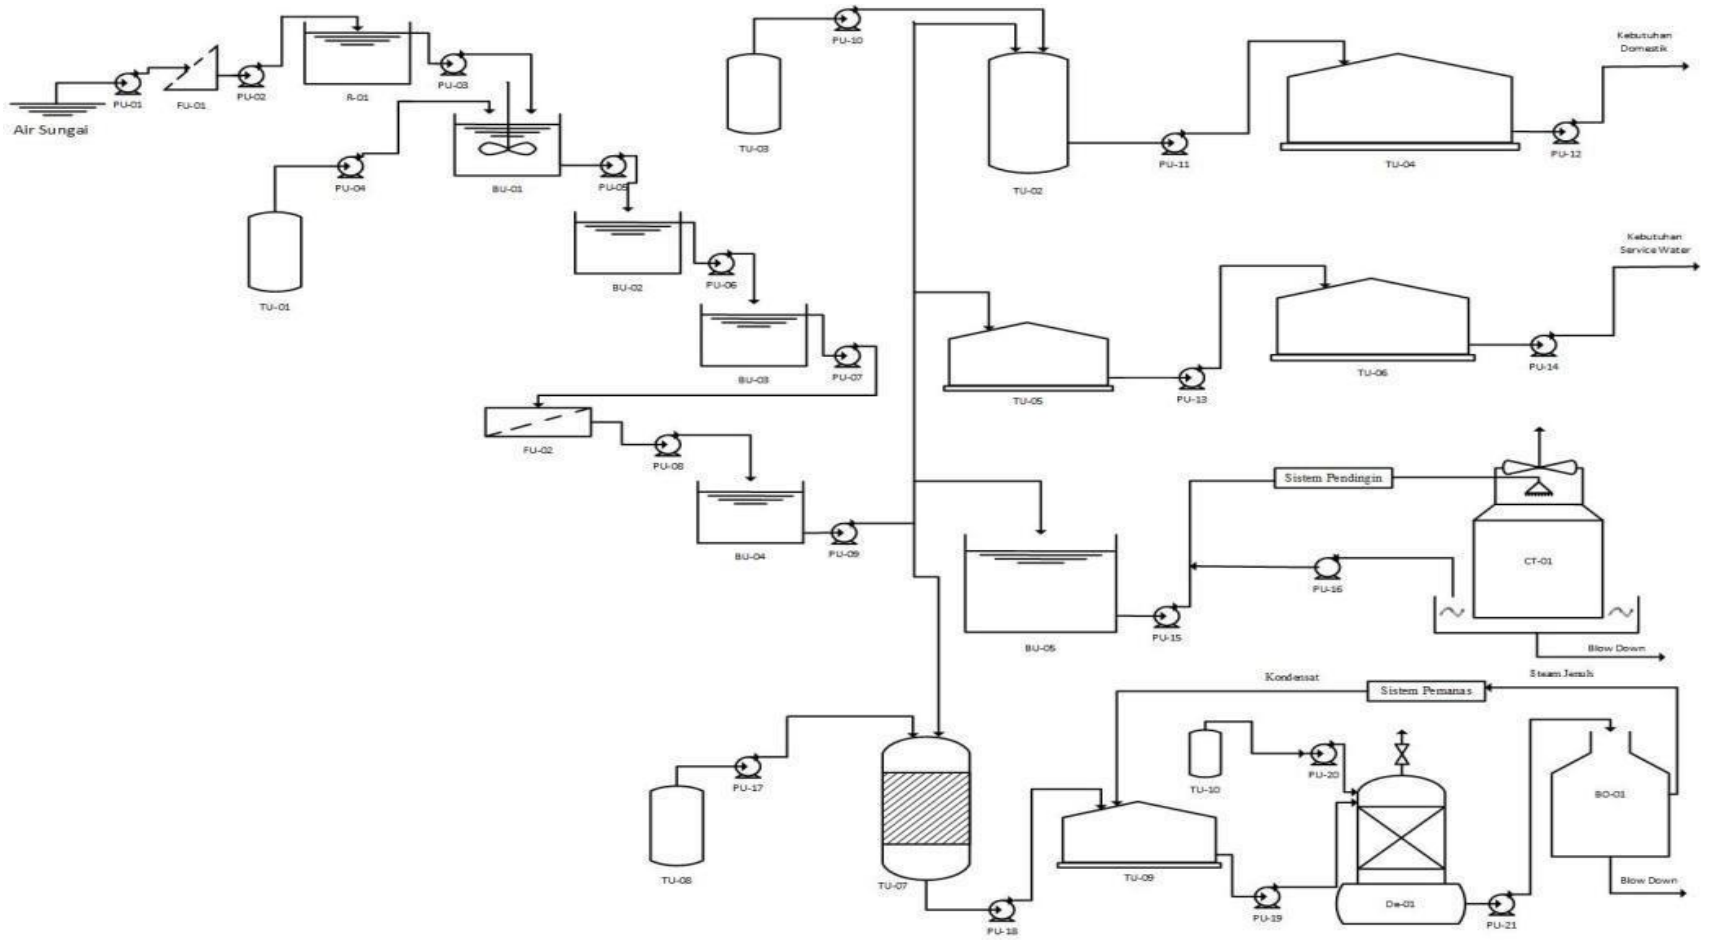 Air Sungai
PU-01
FU-01
PU-02
R-01
PU-03
PU-04
TU-01
BU-01
PU-05
BU-02
PU-06
BU-03
PU-07
FU-02
PU-08
BU-04
PU-09
TU-03
PU-10
TU-02
PU-11
TU-04
PU-12
Kebutuhan
Domestik
TU-05
PU-13
TU-06
PU-14
Kebutuhan
Service Water
BU-05
PU-15
Sistem Pendingin
PU-16
CT-01
Blow Down
Steam Jenuh
Kondensat
Sistem Pemanas
TU-08
PU-17
TU-07
PU-18
TU-09
PU-19
TU-10
PU-20
De-01
PU-21
BO-01
Blow Down